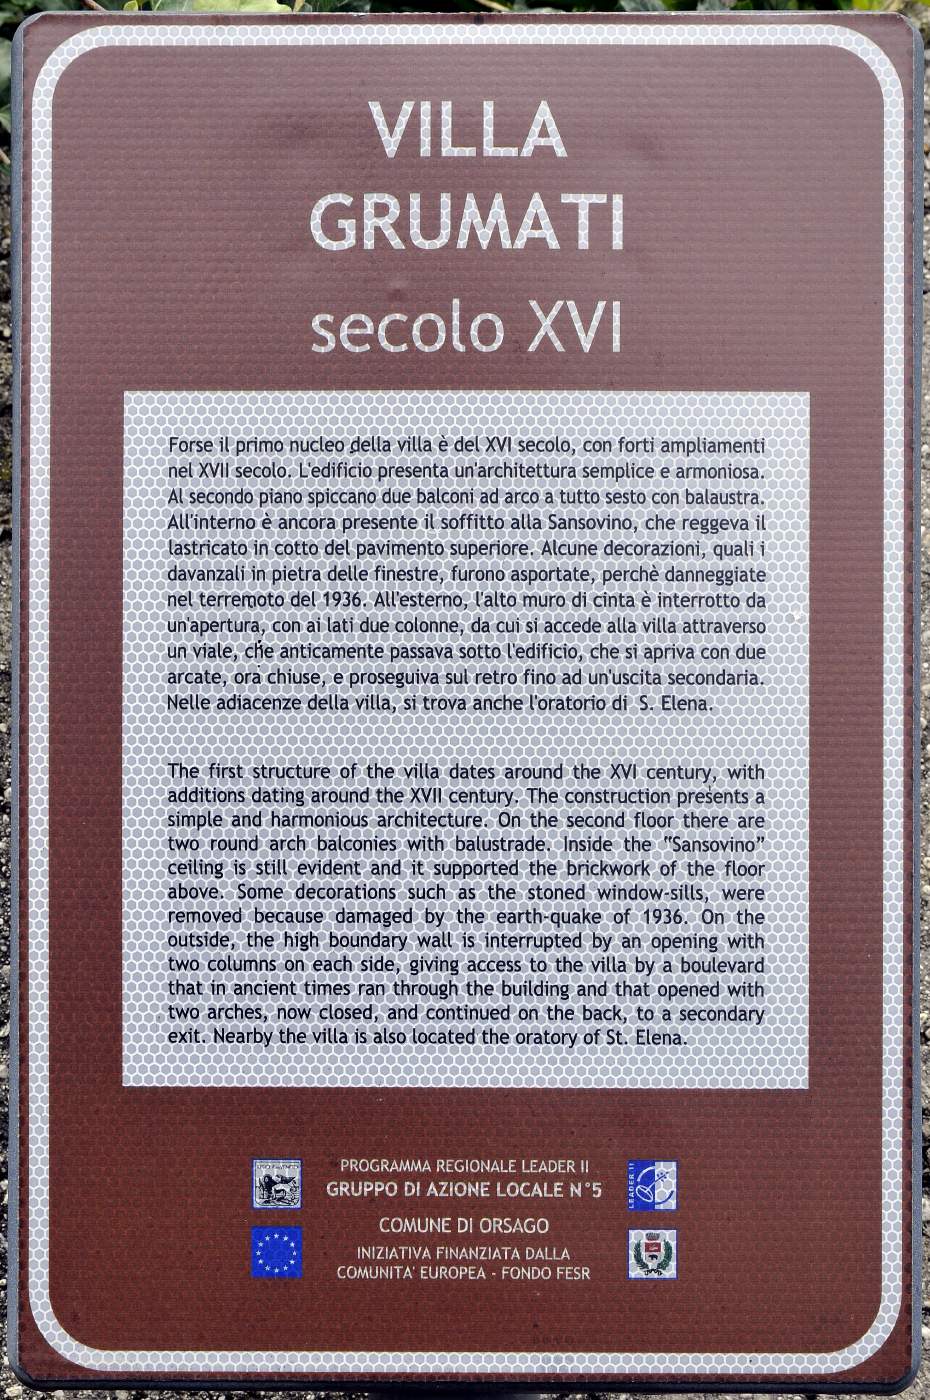 VILLA
GRUMATI
secolo XVI
Forse il primo nucleo della villa è del XVI secolo, con forti ampliamenti
nel XVII secolo. L'edificio presenta un'architettura semplice e armoniosa.
Al secondo piano spiccano due balconi ad arco a tutto sesto con balaustra.
All'interno è ancora presente il soffitto alla Sansovino, che reggeva il
lastricato in cotto del pavimento superiore. Alcune decorazioni, quali i
davanzali in pietra delle finestre, furono asportate, perchè danneggiate
nel terremoto del 1936. All'esterno, l'alto muro di cinta è interrotto da
un'apertura, con ai lati due colonne, da cui si accede alla villa attraverso
un viale, che anticamente passava sotto l'edificio, che si apriva con due
arcate, ora chiuse, e proseguiva sul retro fino ad un'uscita secondaria.
Nelle adiacenze della villa, si trova anche l'oratorio di S. Elena.
The first structure of the villa dates around the XVI century, with
additions dating around the XVII century. The construction presents a
simple and harmonious architecture. On the second floor there are
two round arch balconies with balustrade. Inside the "Sansovino"
ceiling is still evident and it supported the brickwork of the floor
above. Some decorations such as the stoned window-sills, were
removed because damaged by the earth-quake of 1936. On the
outside, the high boundary wall is interrupted by an opening with
two columns on each side, giving access to the villa by a boulevard
that in ancient times ran through the building and that opened with
two arches, now closed, and continued on the back, to a secondary
exit. Nearby the villa is also located the oratory of St. Elena.
PROGRAMMA REGIONALE LEADER II
GRUPPO DI AZIONE LOCALE N°5
LEADER II
COMUNE DI ORSAGO
INIZIATIVA FINANZIATA DALLA
COMUNITA' EUROPEA - FONDO FESR